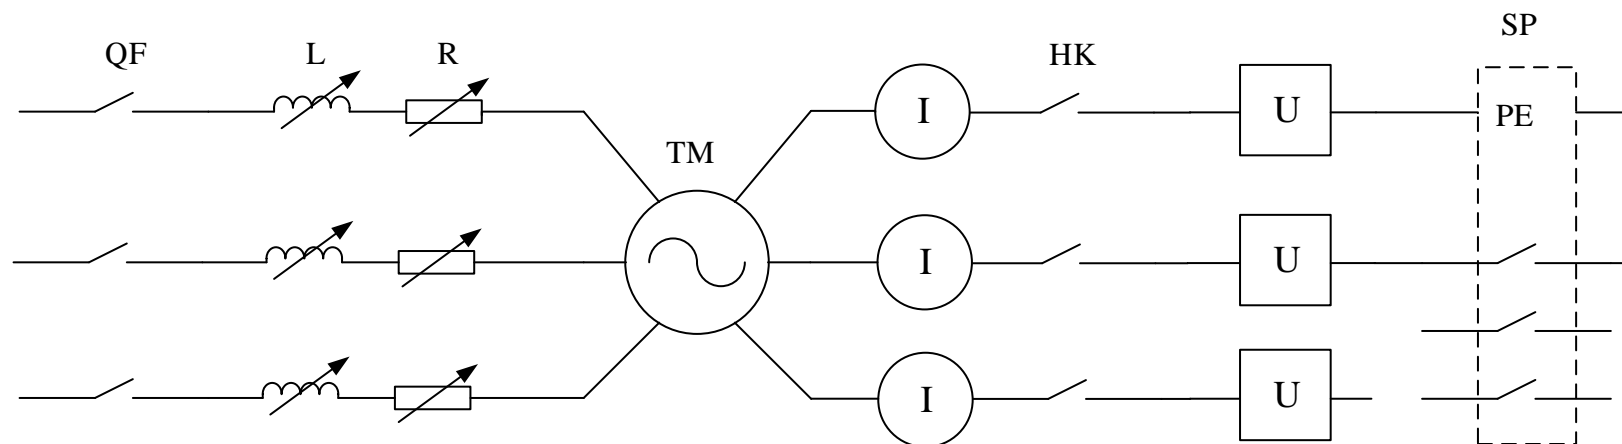 SP
QF L R HK
I U PE
TM
I U
I U